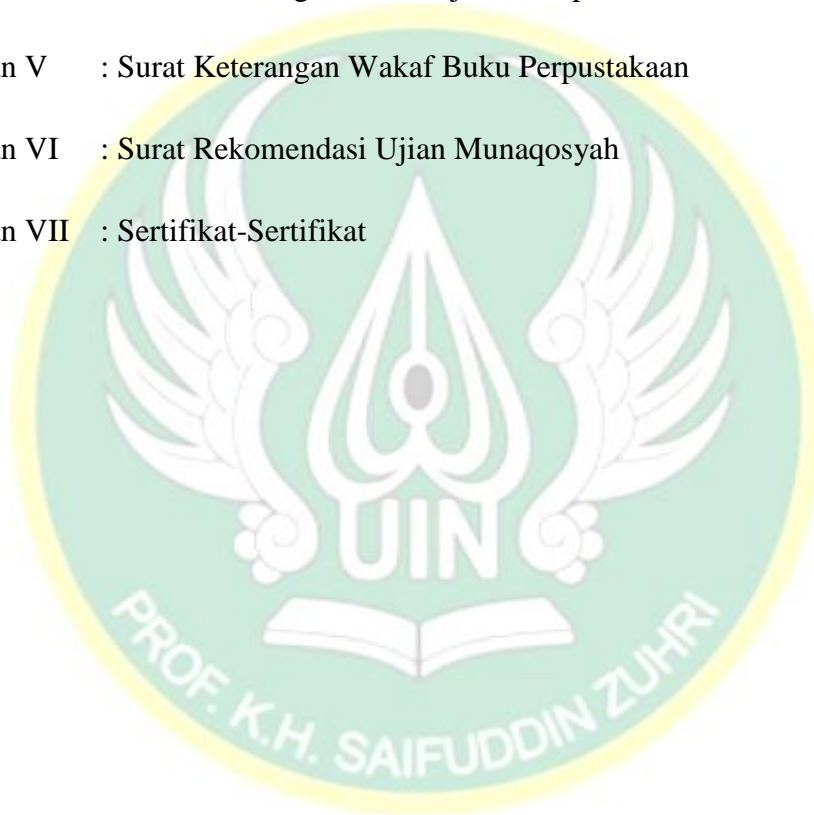 n V : Surat Keterangan Wakaf Buku Perpustakaan
n VI : Surat Rekomendasi Ujian Munaqosyah
n VII : Sertifikat-Sertifikat
UIN
PROF. K.H. SAIFUDDIN ZUHRI